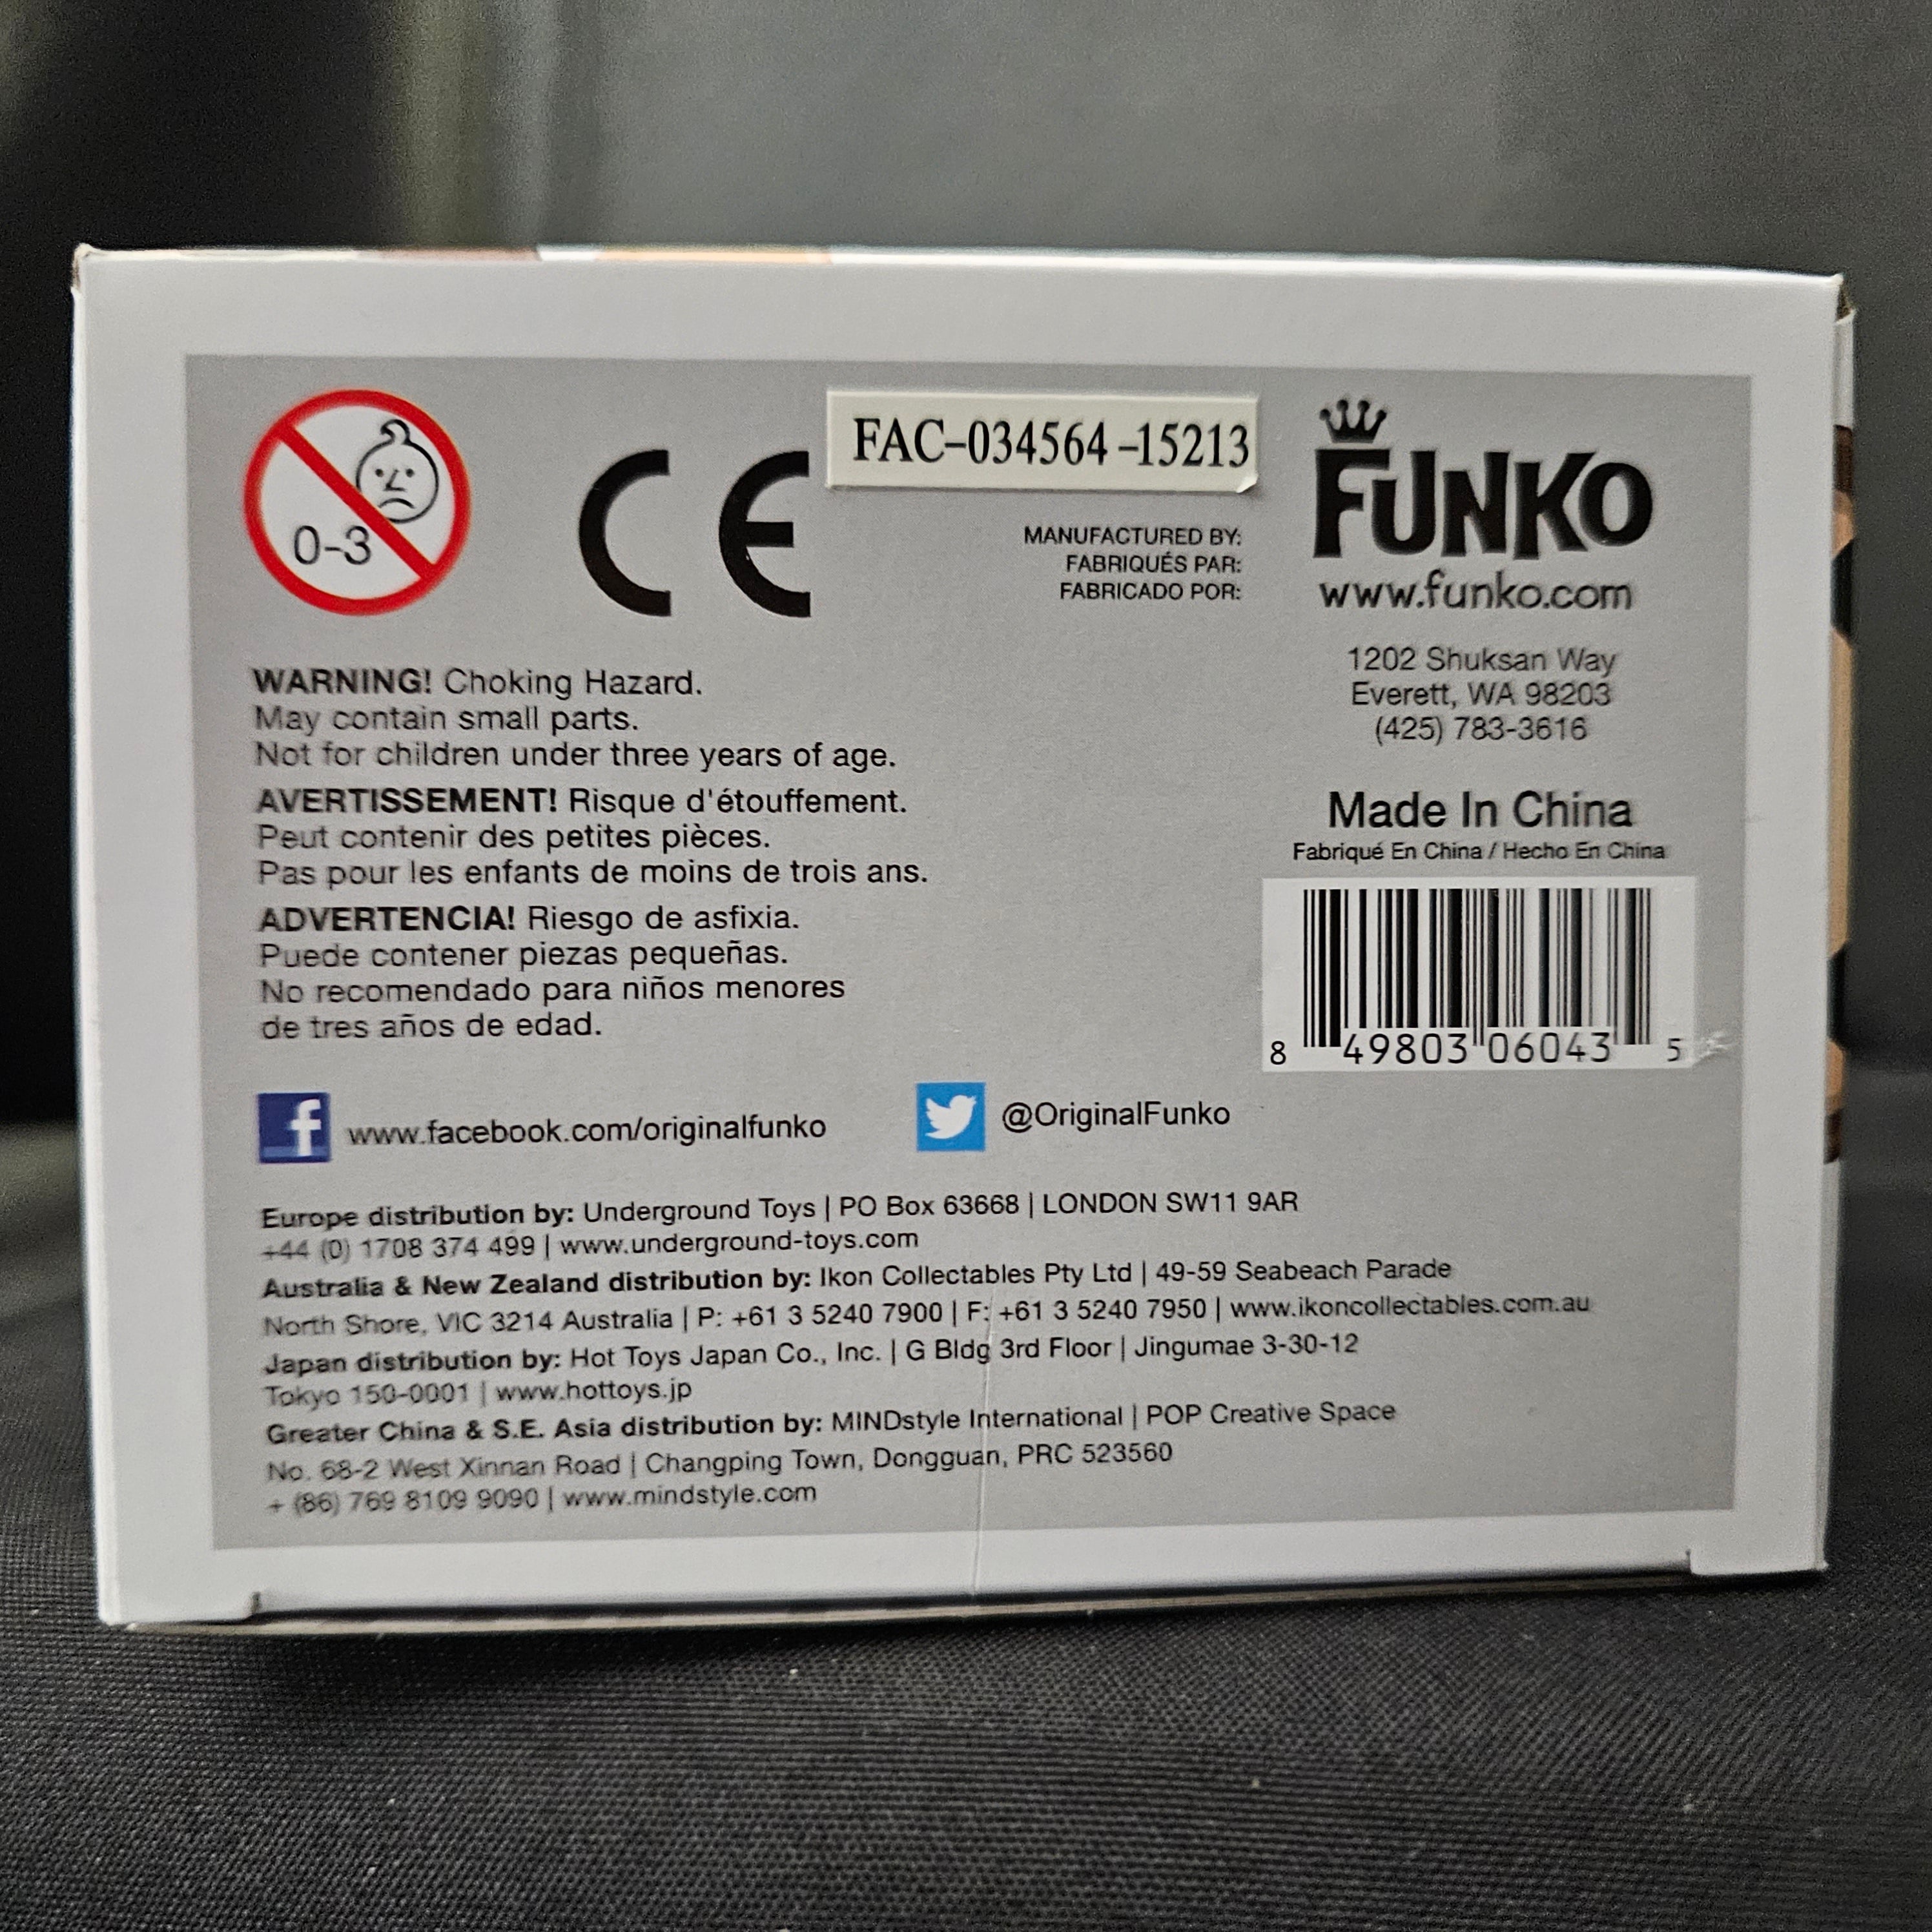 0-3
CE
FAC-034564-15213
MANUFACTURED BY:
FABRIQUÉS PAR:
FABRICADO POR:
FUNKO
www.funko.com
1202 Shuksan Way
Everett, WA 98203
(425) 783-3616
Made In China
Fabriqué En China / Hecho En China
8 49803 06043 5
WARNING! Choking Hazard.
May contain small parts.
Not for children under three years of age.
AVERTISSEMENT! Risque d'étouffement.
Peut contenir des petites pièces.
Pas pour les enfants de moins de trois ans.
ADVERTENCIA! Riesgo de asfixia.
Puede contener piezas pequeñas.
No recomendado para niños menores
de tres años de edad.
f www.facebook.com/originalfunko
@OriginalFunko
Europe distribution by: Underground Toys | PO Box 63668 | LONDON SW11 9AR
+44 (0) 1708 374 499 | www.underground-toys.com
Australia & New Zealand distribution by: Ikon Collectables Pty Ltd | 49-59 Seabeach Parade
North Shore, VIC 3214 Australia | P: +61 3 5240 7900 | F: +61 3 5240 7950 | www.ikoncollectables.com.au
Japan distribution by: Hot Toys Japan Co., Inc. | G Bldg 3rd Floor | Jingumae 3-30-12
Tokyo 150-0001 | www.hottoys.jp
Greater China & S.E. Asia distribution by: MINDstyle International | POP Creative Space
No. 68-2 West Xinnan Road | Changping Town, Dongguan, PRC 523560
+ (86) 769 8109 9090 | www.mindstyle.com